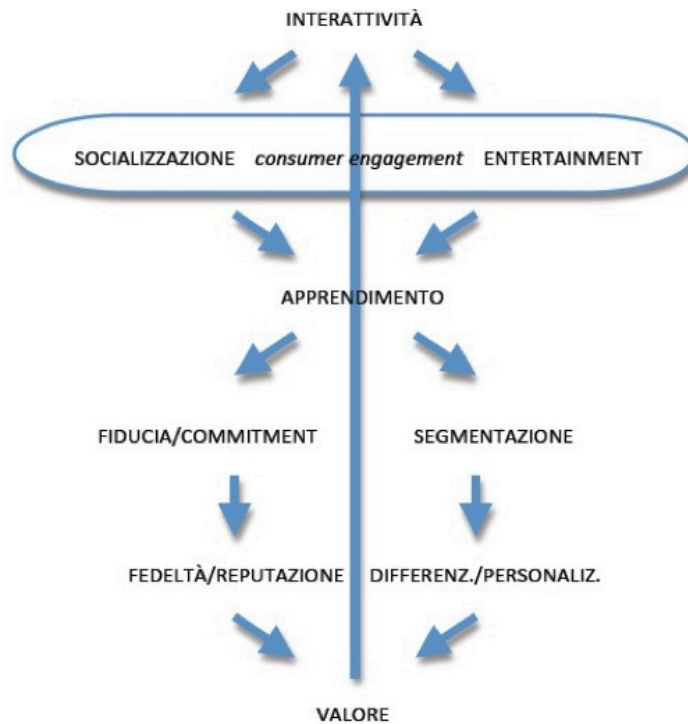 INTERATTIVITÀ
SOCIALIZZAZIONE consumer engagement ENTERTAINMENT
APPRENDIMENTO
FIDUCIA/COMMITMENT SEGMENTAZIONE
FEDELTÀ/REPUTAZIONE DIFFERENZ./PERSONALIZ.
VALORE